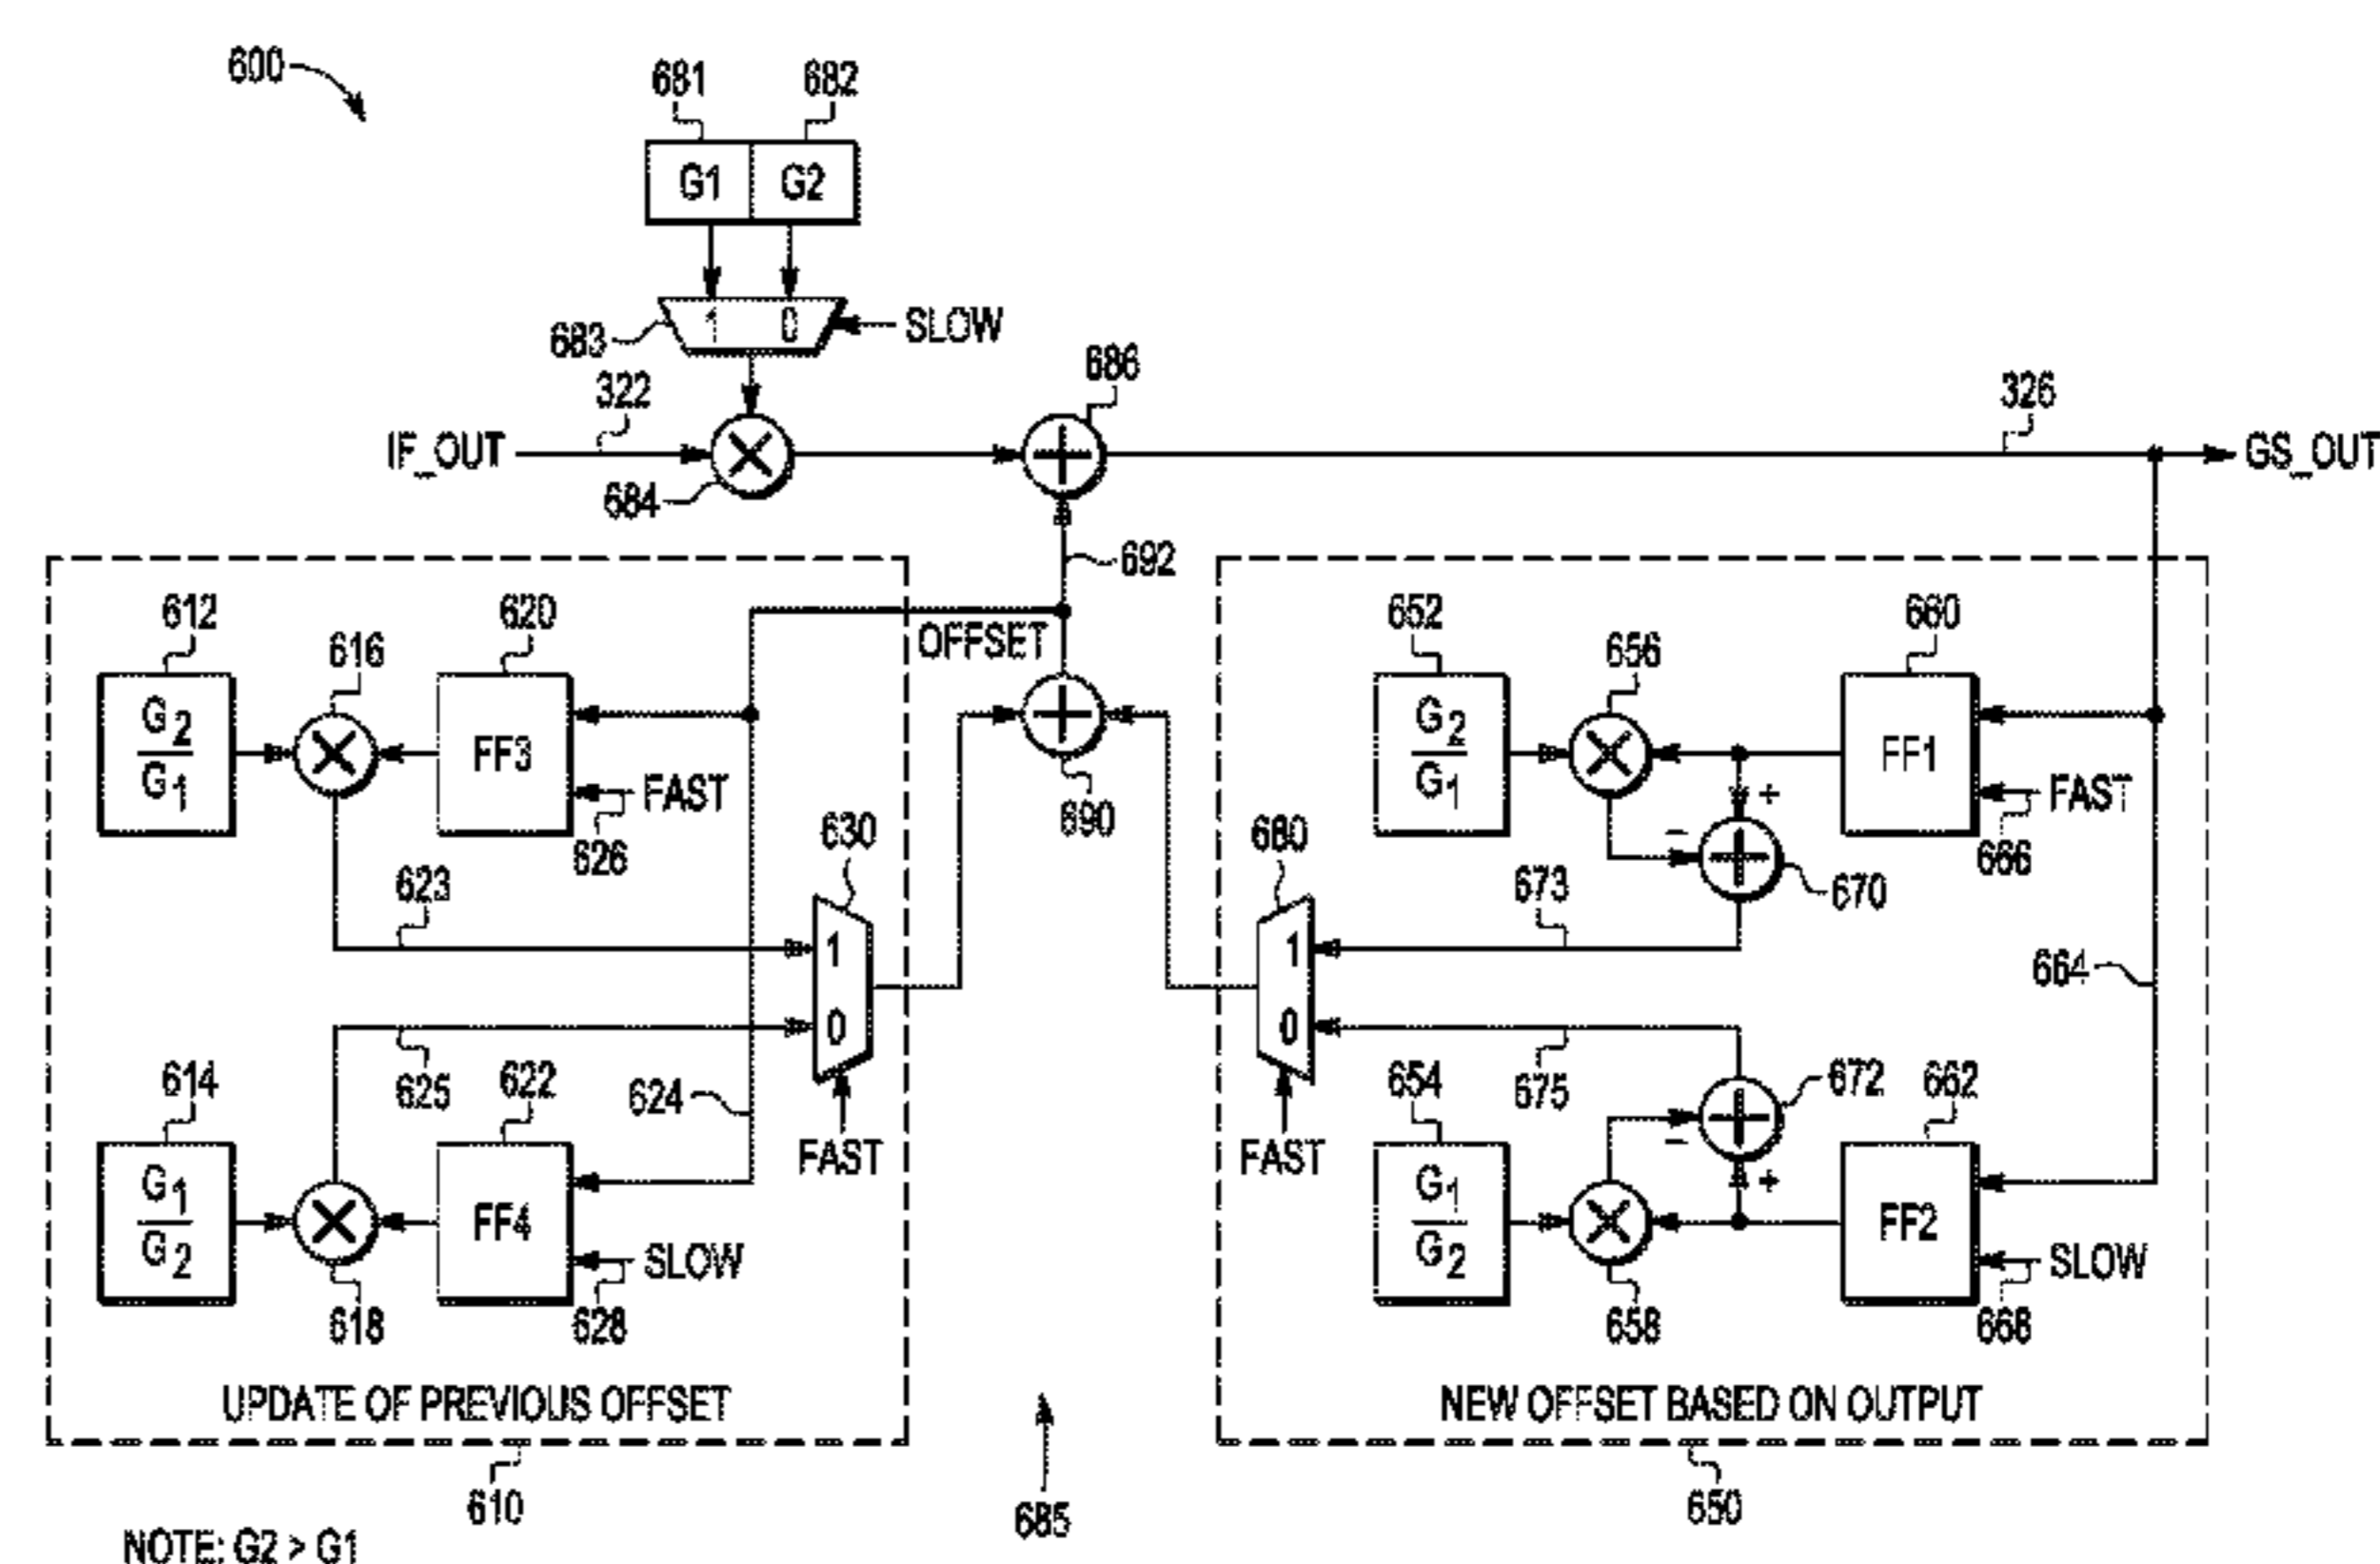 600
681 682
G1 G2
1 0
683
SLOW
686
322
326
IF_OUT
GS_OUT
684
692
612 620
616
OFFSET
652 660
656
G2
G1
FF3
FAST
626
630
690
680
G2
G1
FF1
+
FAST
666
−
670
623
673
664
1
0
1
0
614 622
625
624
FAST
FAST
654
675
672 662
−
+
G1
G2
FF4
SLOW
618 628
G1
G2
FF2
SLOW
658 668
UPDATE OF PREVIOUS OFFSET
NEW OFFSET BASED ON OUTPUT
610
685
650
NOTE: G2 > G1